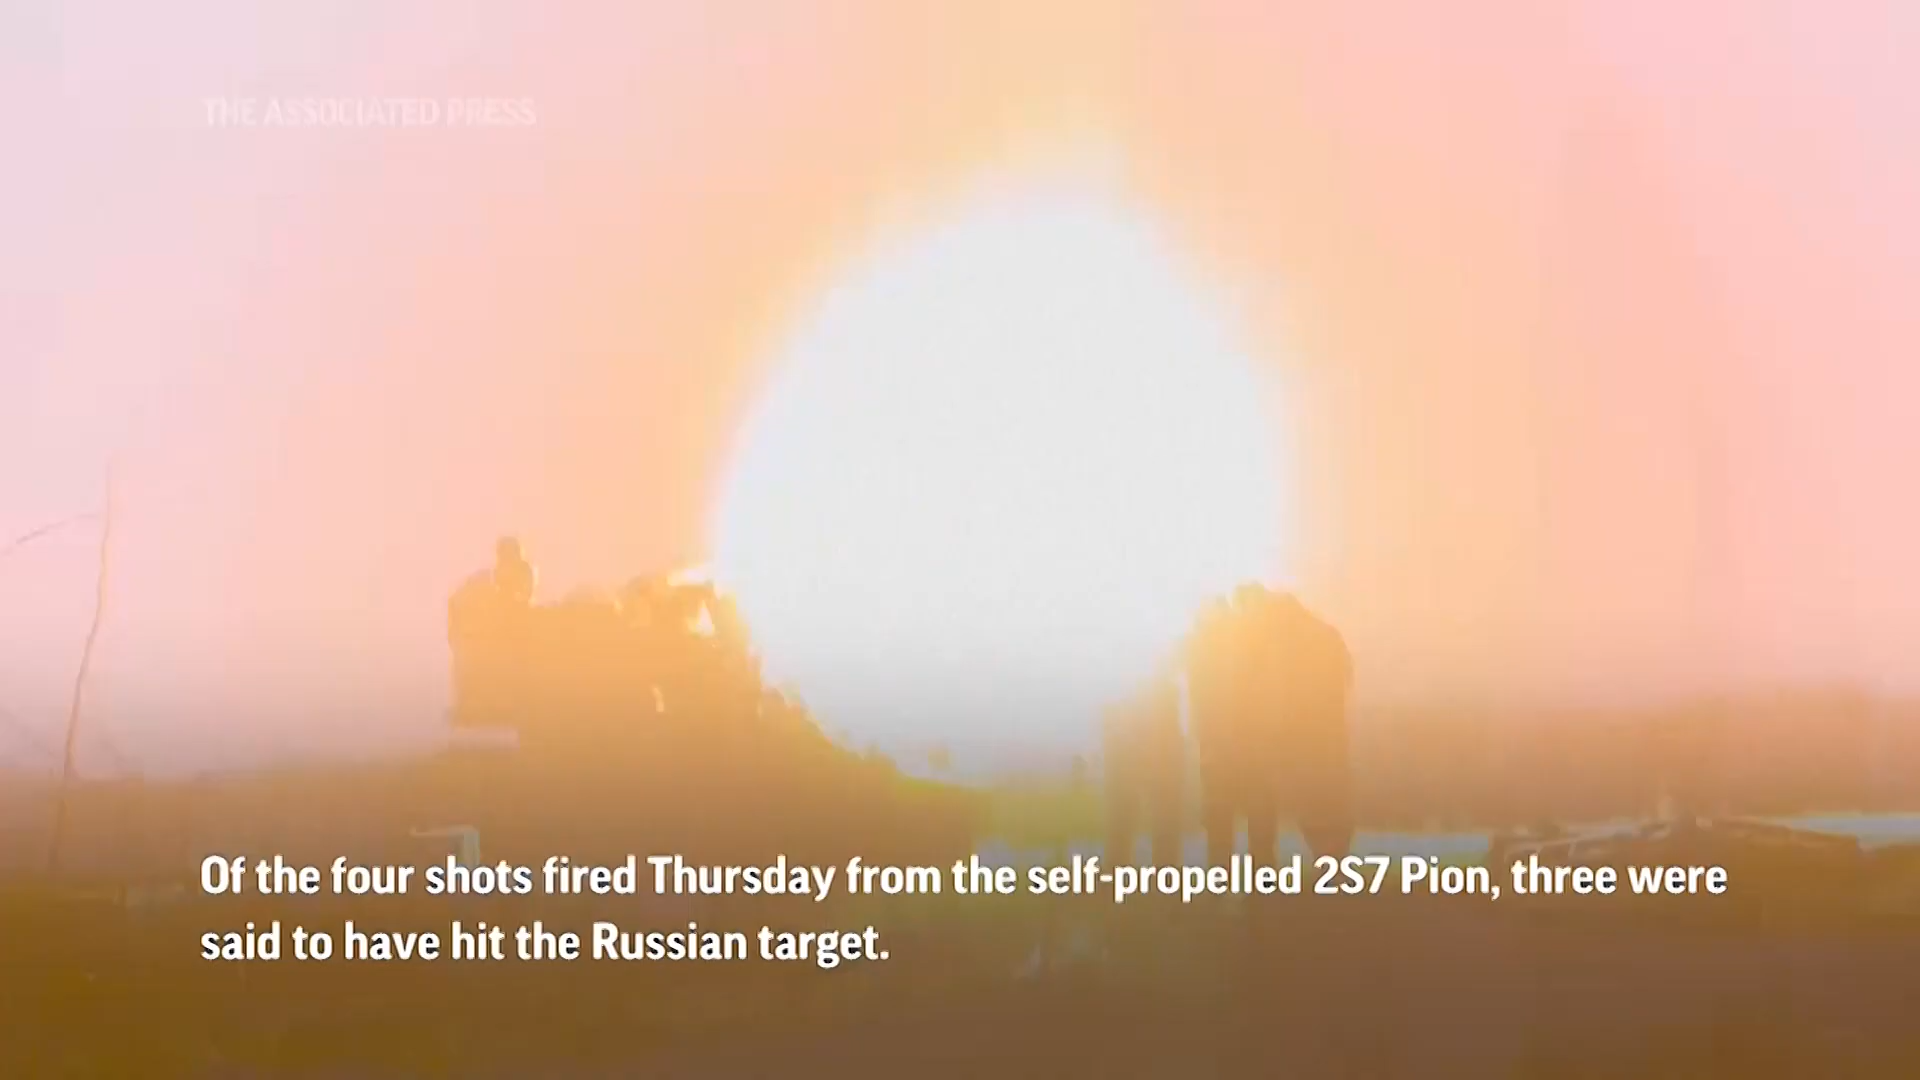 THE ASSOCIATED PRESS
Of the four shots fired Thursday from the self-propelled 2S7 Pion, three were
said to have hit the Russian target.